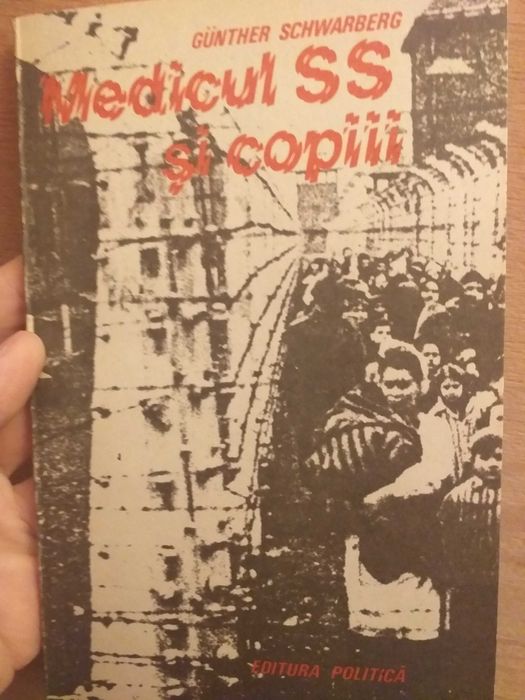 GÜNTHER SCHWARBERG
Medicul SS
și copiii
EDITURA POLITICĂ